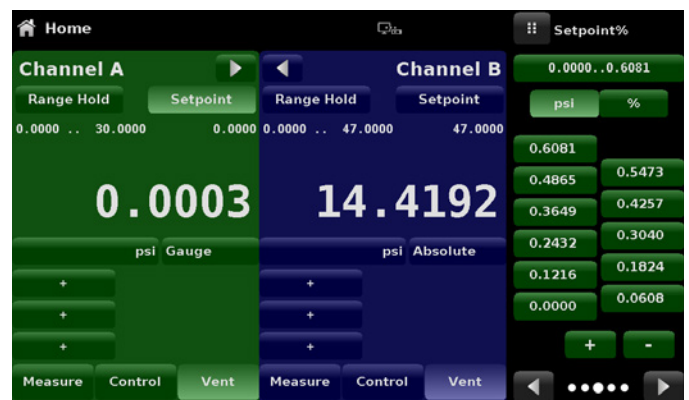 Home
Setpoint%
Channel A
Channel B
0.0000..0.6081
Range Hold Setpoint
Range Hold Setpoint
psi %
0.0000 .. 30.0000 0.0000
0.0000 .. 47.0000 47.0000
0.0003
14.4192
psi Gauge
psi Absolute
+
+
+
+
+
+
Measure Control Vent
Measure Control Vent
0.6081
0.5473
0.4865
0.4257
0.3649
0.3040
0.2432
0.1824
0.1216
0.0608
0.0000
+ -